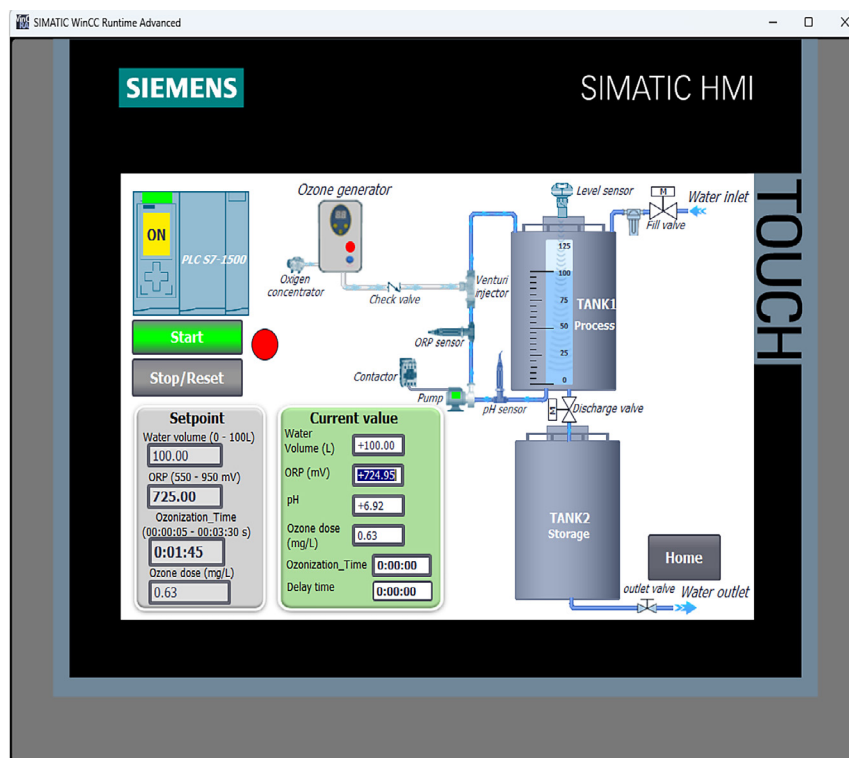 SIMATIC WinCC Runtime Advanced
SIEMENS
SIMATIC HMI
TOUCH
ON
PLC S7-1500
Start
Stop/Reset
Ozone generator
Oxigen
concentrator
Check valve
Venturi
injector
ORP sensor
Contactor
Pump
pH sensor
Level sensor
M
Water inlet
Fill valve
125
100
75
50
25
0
TANK1
Process
M
Discharge valve
TANK2
Storage
Home
outlet valve
Water outlet
Setpoint
Water volume (0 - 100L)
100.00
ORP (550 - 950 mV)
725.00
Ozonization_Time
(00:00:05 - 00:03:30 s)
0:01:45
Ozone dose (mg/L)
0.63
Current value
Water
Volume (L)
+100.00
ORP (mV)
+724.95
pH
+6.92
Ozone dose
(mg/L)
0.63
Ozonization_Time
0:00:00
Delay time
0:00:00